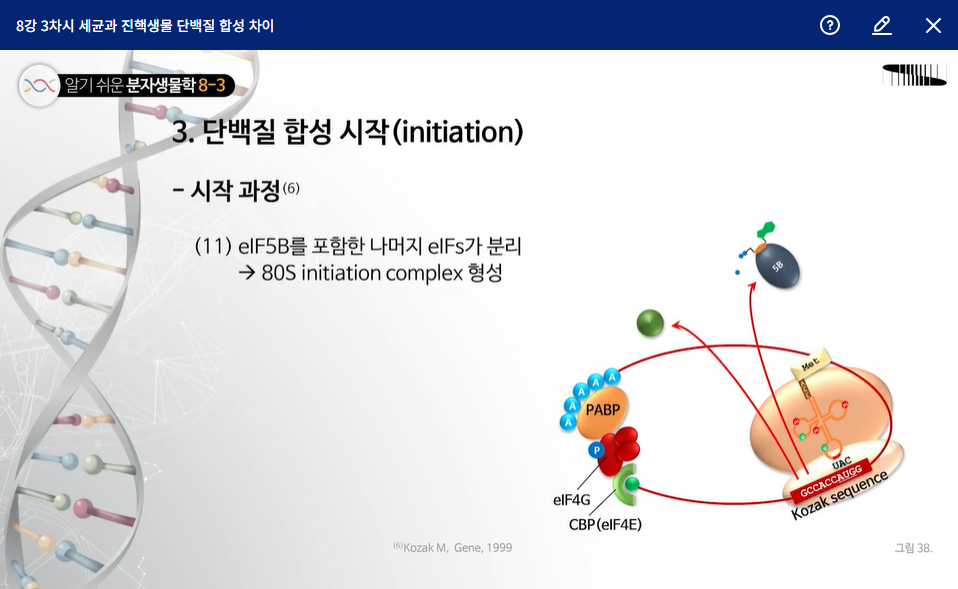 8강 3차시 세균과 진핵생물 단백질 합성 차이
알기 쉬운 분자생물학 8-3
3. 단백질 합성 시작(initiation)
- 시작 과정(6)
(11) eIF5B를 포함한 나머지 eIFs가 분리
→ 80S initiation complex 형성
5B
Met
A
A
A
A
A
PABP
P
UAC
GCCACCAUGG
Kozak sequence
eIF4G
CBP(eIF4E)
(6)Kozak M, Gene, 1999
그림 38.